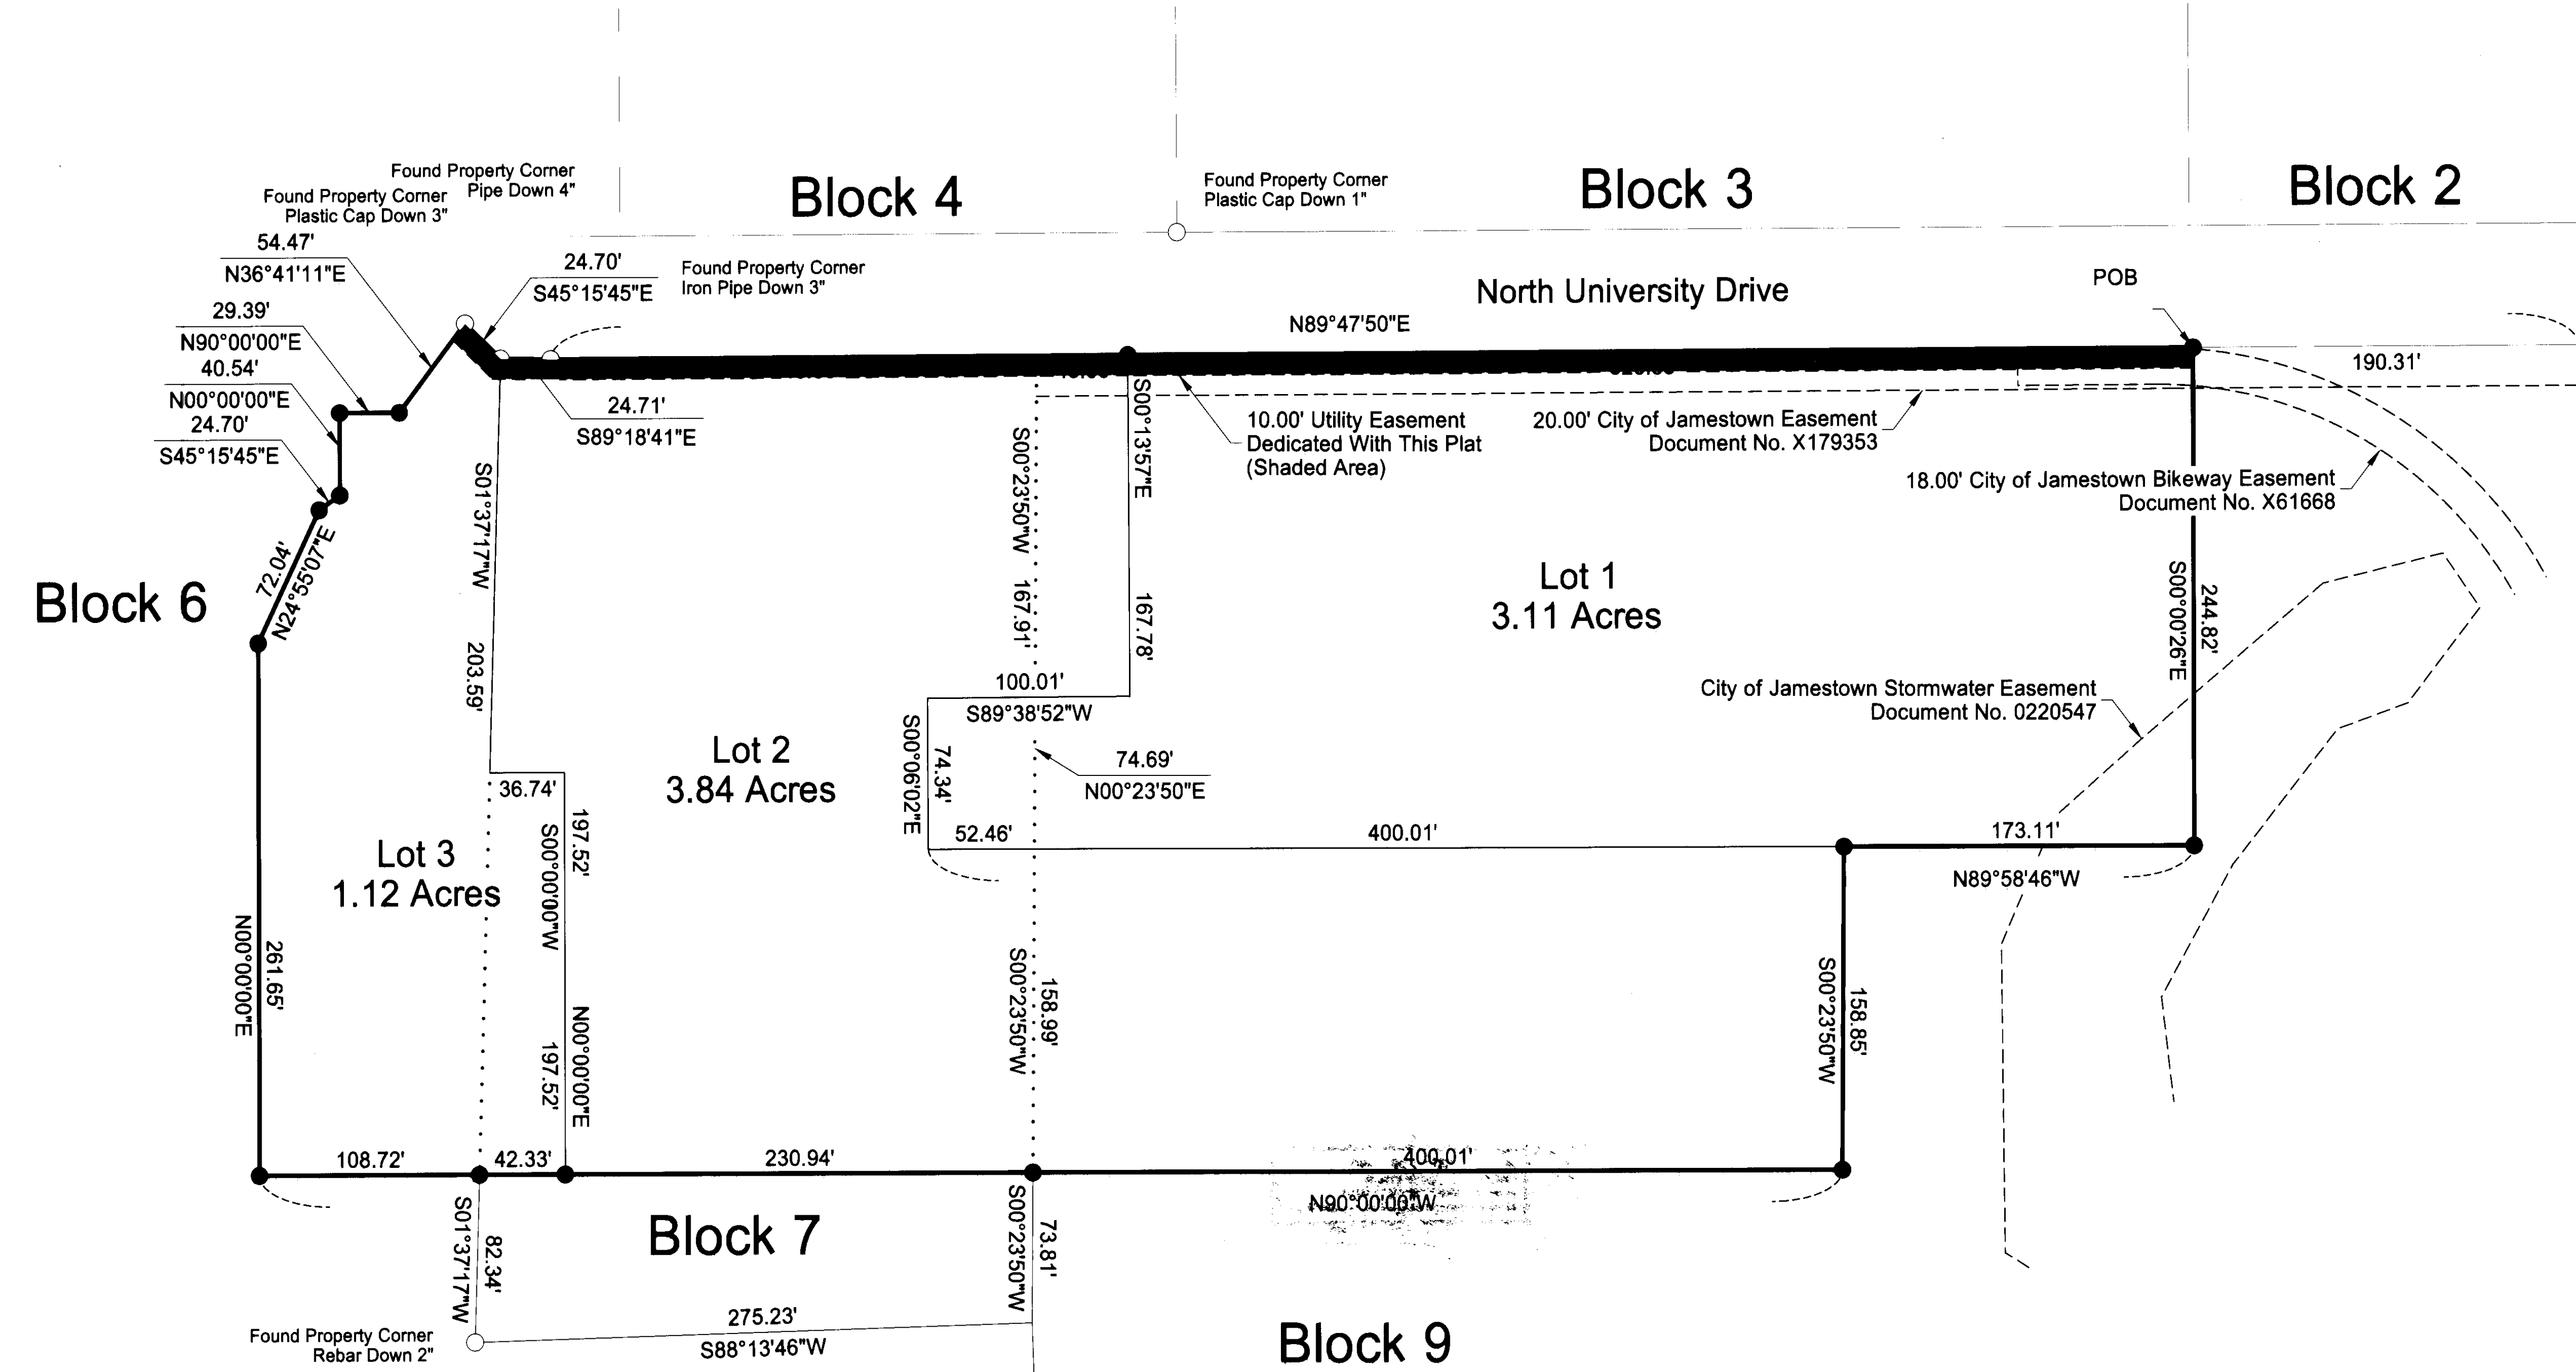 Block 4
Block 3
Block 2
Found Property Corner
Pipe Down 4"
Found Property Corner
Plastic Cap Down 3"
Found Property Corner
Plastic Cap Down 1"
54.47'
N36°41'11"E
24.70'
S45°15'45"E
Found Property Corner
Iron Pipe Down 3"
North University Drive
POB
N89°47'50"E
29.39'
N90°00'00"E
40.54'
N00°00'00"E
24.70'
S45°15'45"E
24.71'
S89°18'41"E
190.31'
10.00' Utility Easement
Dedicated With This Plat
(Shaded Area)
20.00' City of Jamestown Easement
Document No. X179353
18.00' City of Jamestown Bikeway Easement
Document No. X61668
72.04'
N24°55'07"E
Block 6
S01°37'17"W
203.59'
S00°23'50"W
167.91'
S00°13'57"E
167.78'
Lot 1
3.11 Acres
S00°00'26"E
244.82'
100.01'
S89°38'52"W
City of Jamestown Stormwater Easement
Document No. 0220547
Lot 2
3.84 Acres
S00°06'02"E
74.34'
74.69'
N00°23'50"E
36.74'
52.46'
400.01'
173.11'
N89°58'46"W
Lot 3
1.12 Acres
197.52'
S00°00'00"W
N00°00'00"E
261.65'
S00°23'50"W
158.99'
S00°23'50"W
158.85'
N00°00'00"E
197.52'
108.72'
42.33'
230.94'
400.01'
N90°00'00"W
S01°37'17"W
82.34'
Block 7
S00°23'50"W
73.81'
275.23'
S88°13'46"W
Found Property Corner
Rebar Down 2"
Block 9